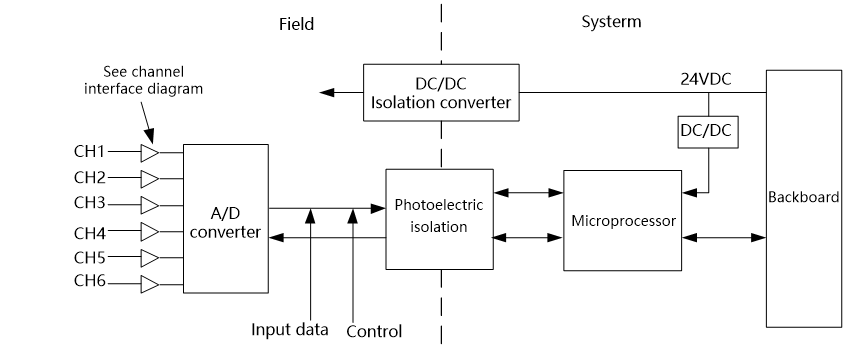 Field
Systerm
See channel
interface diagram
DC/DC
Isolation converter
24VDC
DC/DC
CH1
CH2
CH3
CH4
CH5
CH6
A/D
converter
Photoelectric
isolation
Microprocessor
Backboard
Input data
Control